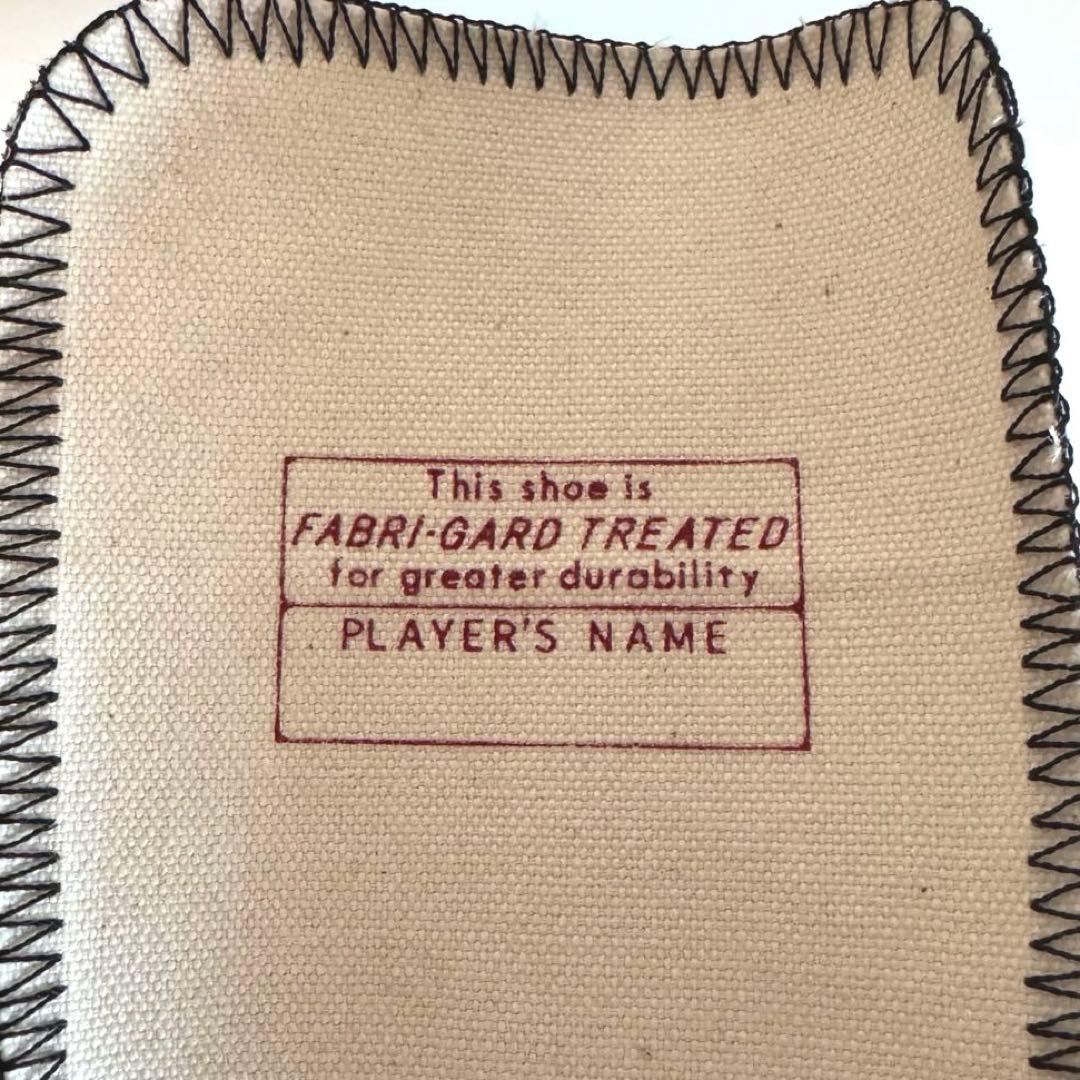 This shoe is
FABRI-GARD TREATED
for greater durability
PLAYER'S NAME